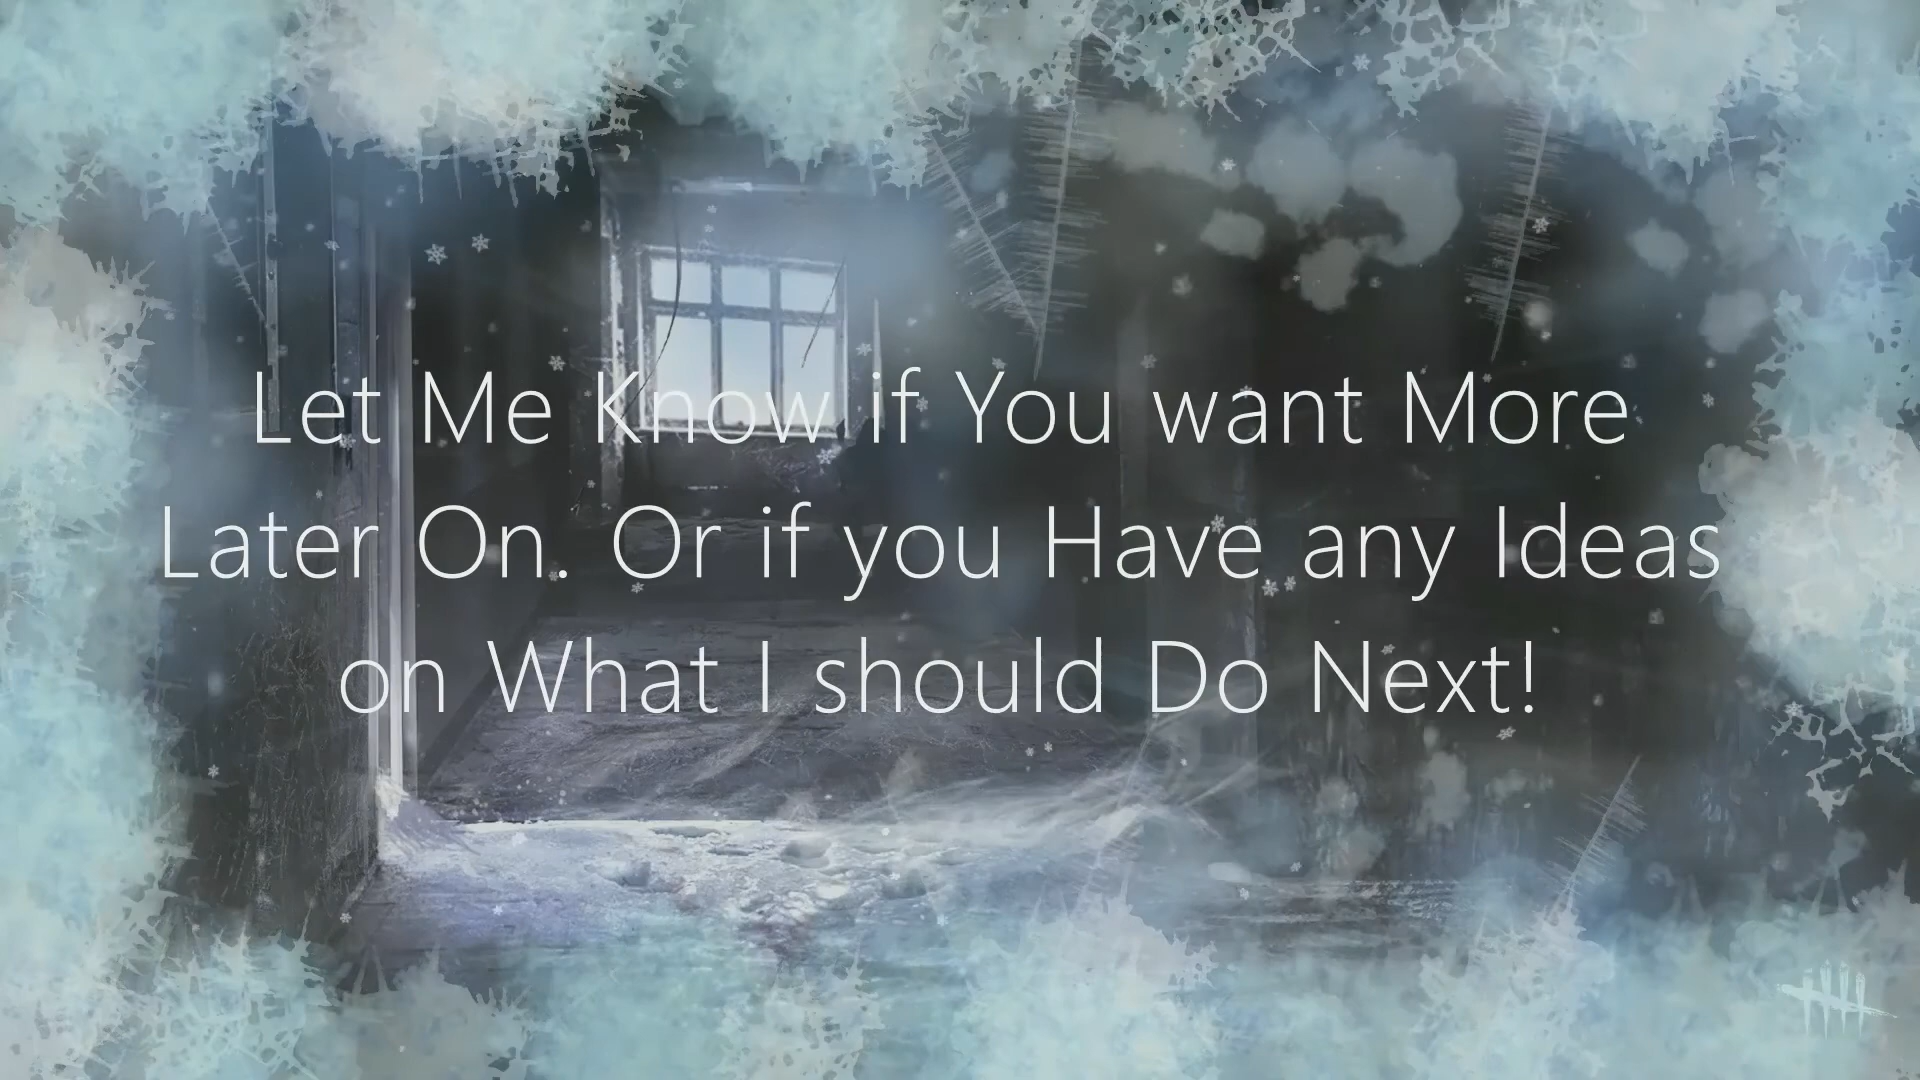 Let Me Know if You want More
Later On. Or if you Have any Ideas
on What I should Do Next!